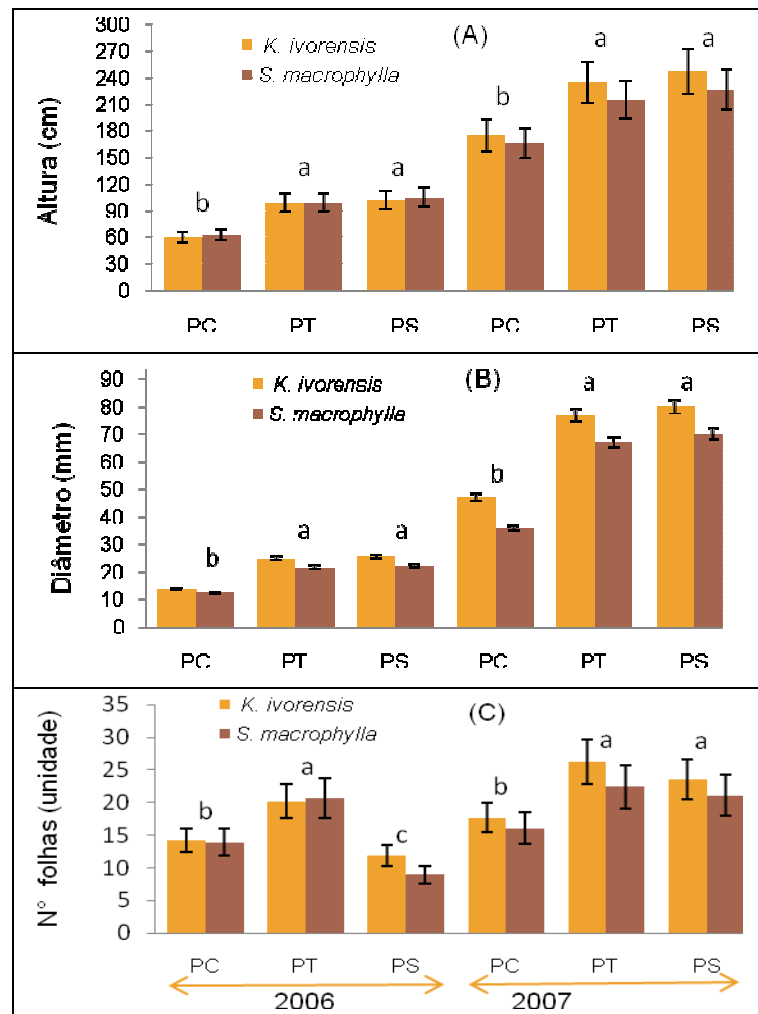 (A)
K. ivorensis
S. macrophylla
Altura (cm)
300
270
240
210
180
150
120
90
60
30
0
b
a
a
b
a
a
PC PT PS PC PT PS
(B)
K. ivorensis
S. macrophylla
Diâmetro (mm)
90
80
70
60
50
40
30
20
10
0
b
a
a
b
a
a
PC PT PS PC PT PS
(C)
K. ivorensis
S. macrophylla
N° folhas (unidade)
35
30
25
20
15
10
5
0
b
a
c
b
a
a
PC PT PS PC PT PS
2006 2007